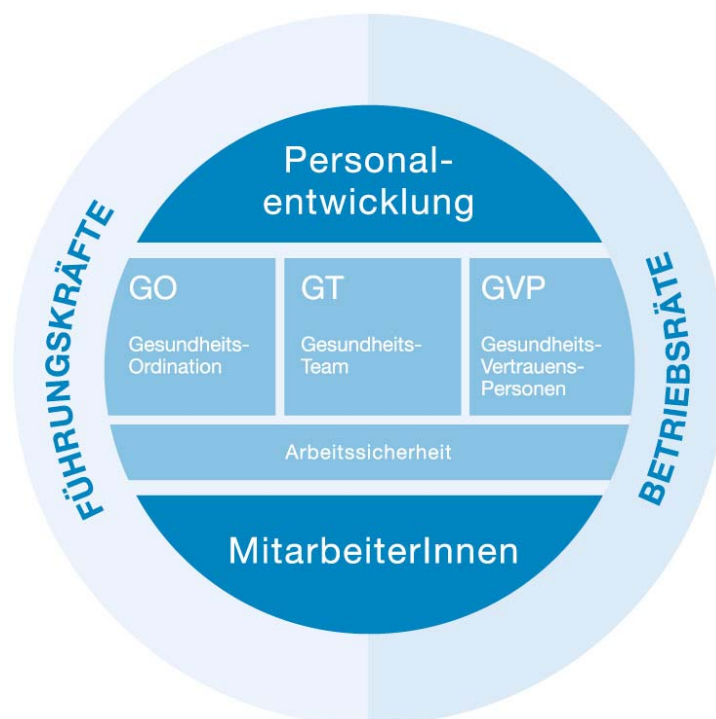 Personal-
entwicklung
FÜHRUNGSKRÄFTE
GO
Gesundheits-
Ordination
GT
Gesundheits-
Team
GVP
Gesundheits-
Vertrauens-
Personen
BETRIEBSRÄTE
Arbeitssicherheit
MitarbeiterInnen